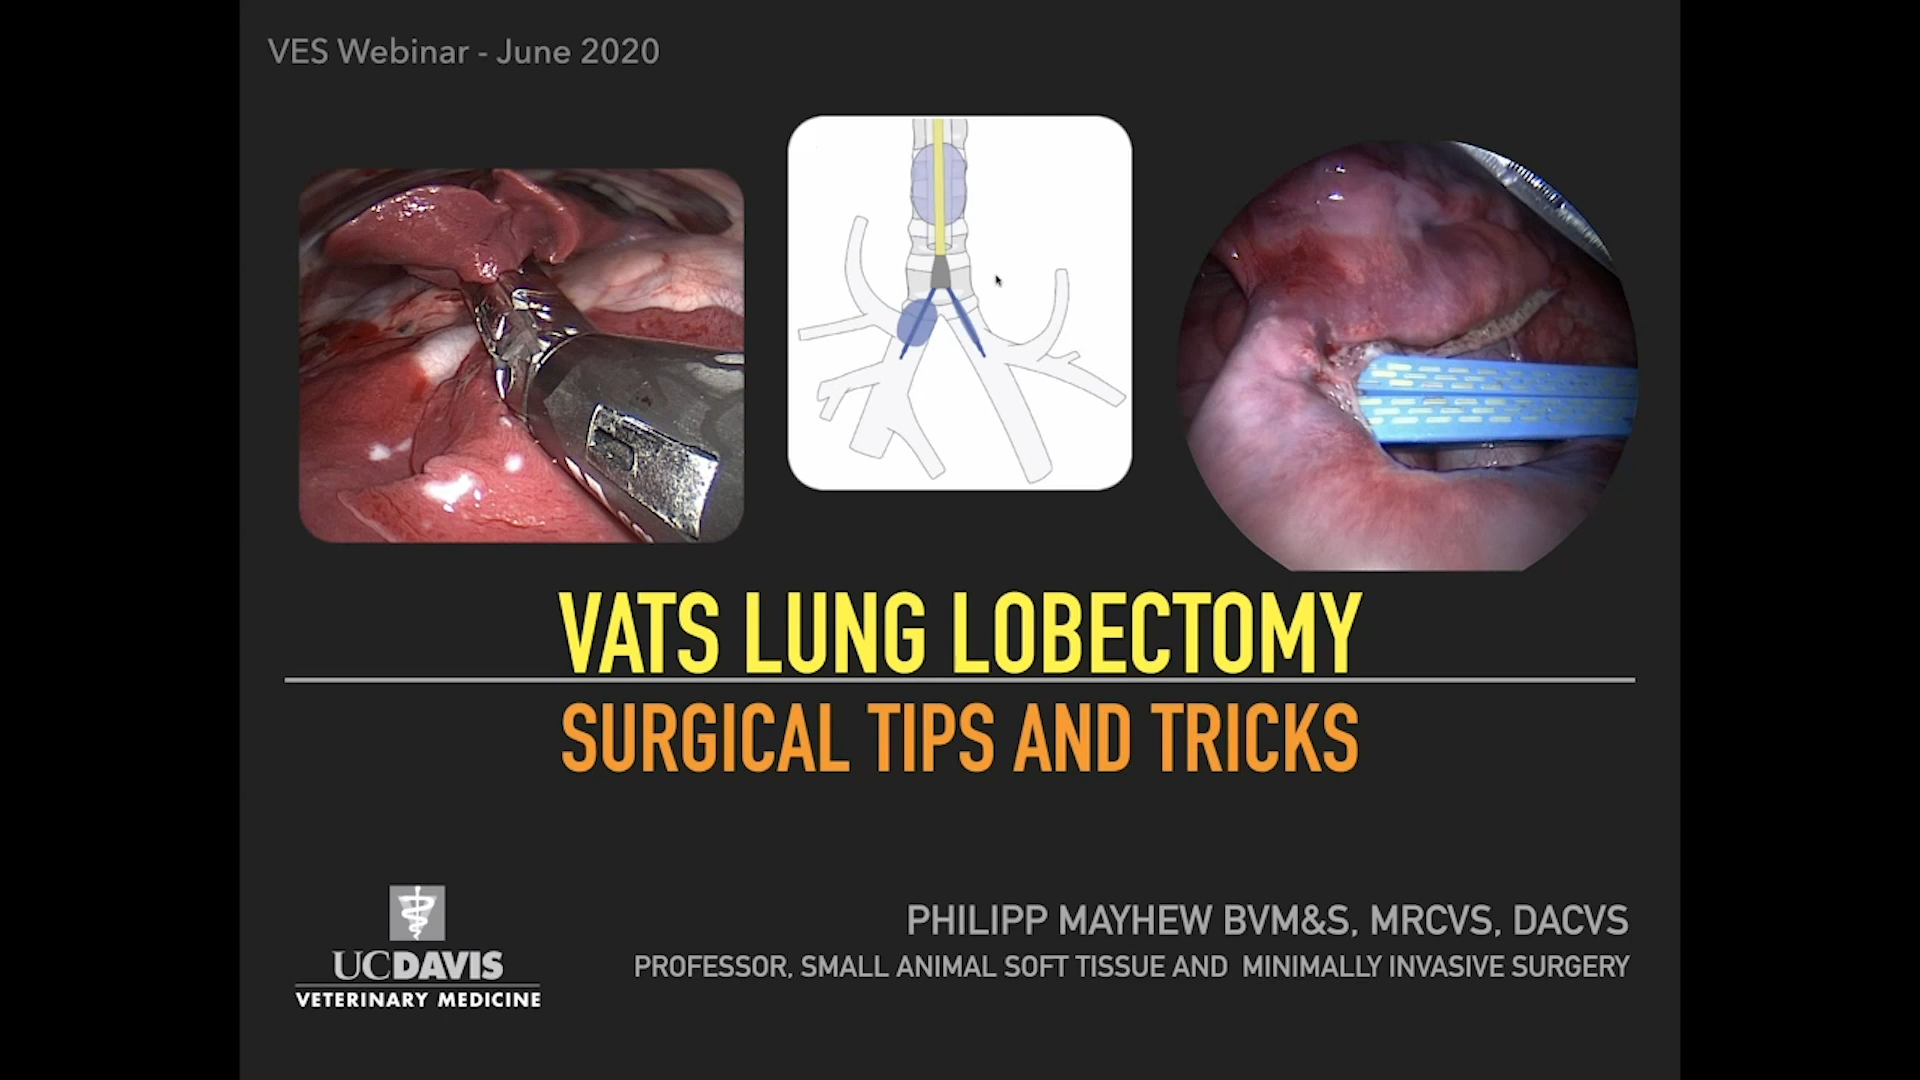 VES Webinar - June 2020
VATS LUNG LOBECTOMY
SURGICAL TIPS AND TRICKS
UCDAVIS
VETERINARY MEDICINE
PHILIPP MAYHEW BVM&S, MRCVS, DACVS
PROFESSOR, SMALL ANIMAL SOFT TISSUE AND MINIMALLY INVASIVE SURGERY